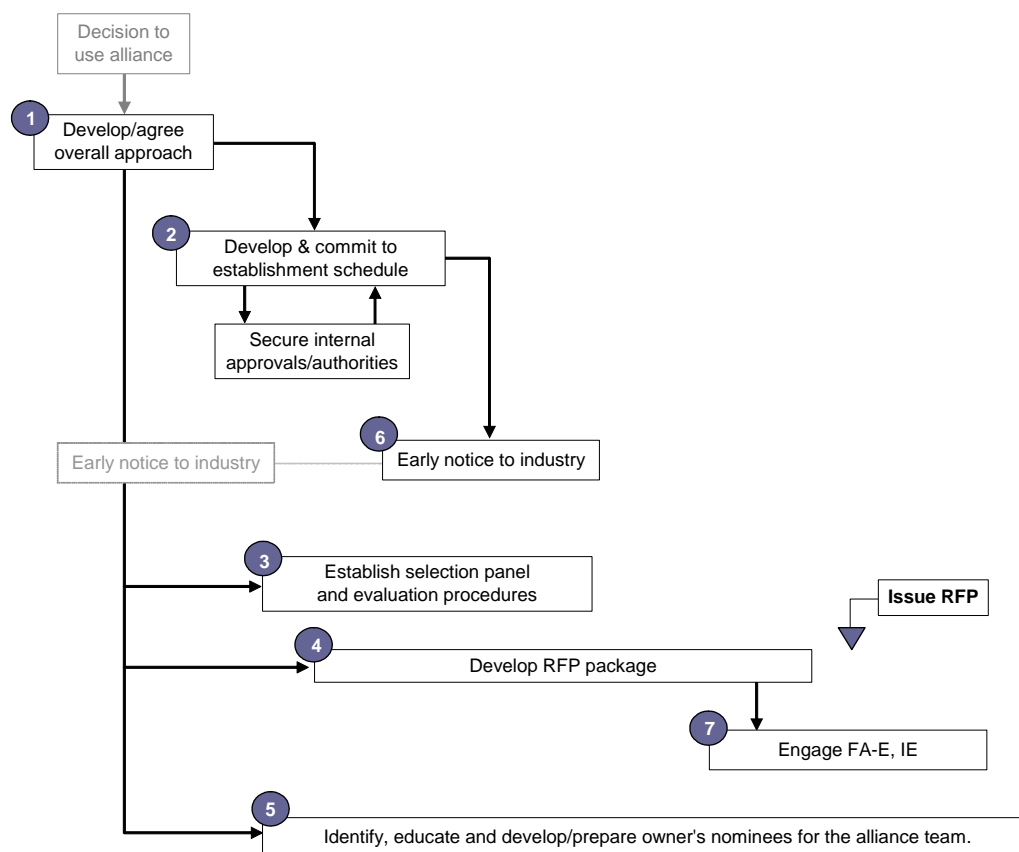 Decision to
use alliance
1
Develop/agree
overall approach
2
Develop & commit to
establishment schedule
Secure internal
approvals/authorities
6
Early notice to industry
Early notice to industry
3
Establish selection panel
and evaluation procedures
Issue RFP
4
Develop RFP package
7
Engage FA-E, IE
5
Identify, educate and develop/prepare owner's nominees for the alliance team.